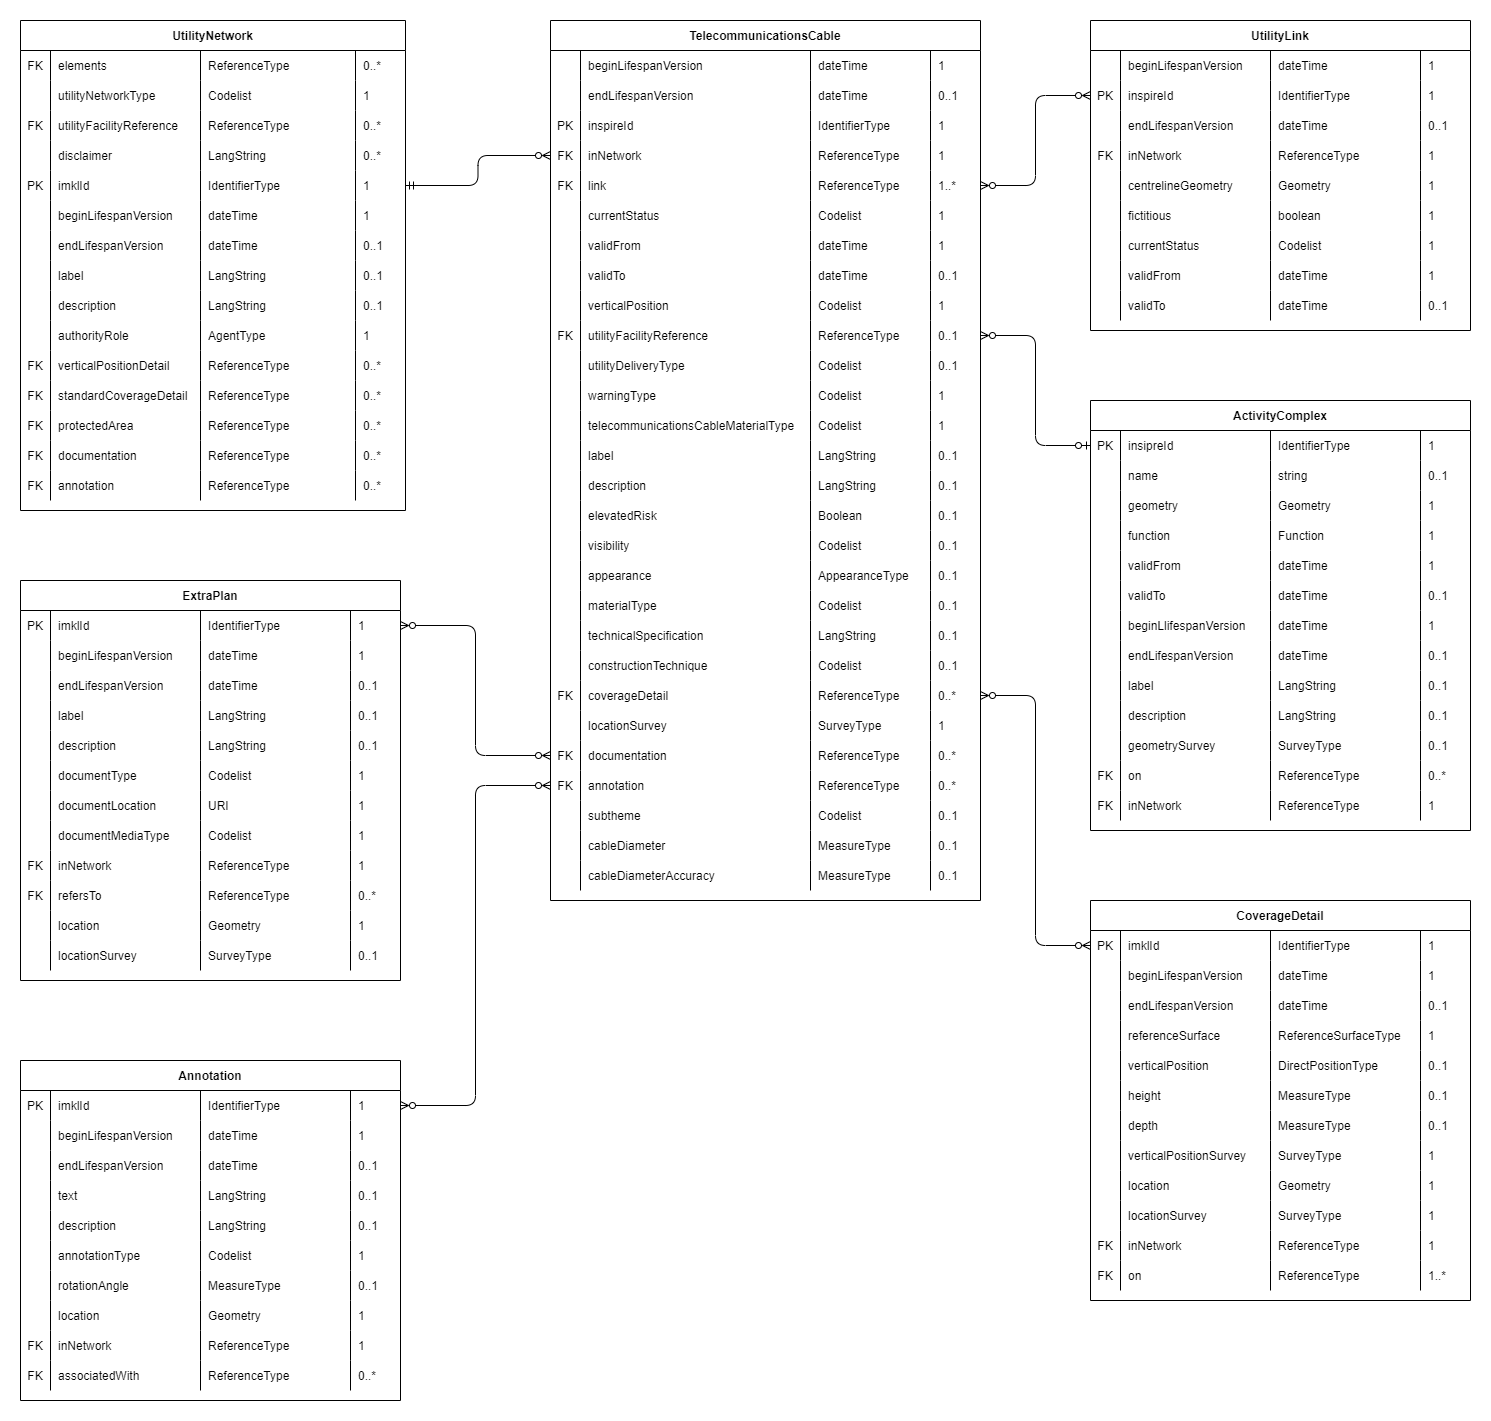 UtilityNetwork
FK elements ReferenceType 0..*
utilityNetworkType Codelist 1
FK utilityFacilityReference ReferenceType 0..*
disclaimer LangString 0..*
PK imklId IdentifierType 1
beginLifespanVersion dateTime 1
endLifespanVersion dateTime 0..1
label LangString 0..1
description LangString 0..1
authorityRole AgentType 1
FK verticalPositionDetail ReferenceType 0..*
FK standardCoverageDetail ReferenceType 0..*
FK protectedArea ReferenceType 0..*
FK documentation ReferenceType 0..*
FK annotation ReferenceType 0..*
ExtraPlan
PK imklId IdentifierType 1
beginLifespanVersion dateTime 1
endLifespanVersion dateTime 0..1
label LangString 0..1
description LangString 0..1
documentType Codelist 1
documentLocation URI 1
documentMediaType Codelist 1
FK inNetwork ReferenceType 1
FK refersTo ReferenceType 0..*
location Geometry 1
locationSurvey SurveyType 0..1
Annotation
PK imklId IdentifierType 1
beginLifespanVersion dateTime 1
endLifespanVersion dateTime 0..1
text LangString 0..1
description LangString 0..1
annotationType Codelist 1
rotationAngle MeasureType 0..1
location Geometry 1
FK inNetwork ReferenceType 1
FK associatedWith ReferenceType 0..*
TelecommunicationsCable
beginLifespanVersion dateTime 1
endLifespanVersion dateTime 0..1
PK inspireId IdentifierType 1
FK inNetwork ReferenceType 1
FK link ReferenceType 1..*
currentStatus Codelist 1
validFrom dateTime 1
validTo dateTime 0..1
verticalPosition Codelist 1
FK utilityFacilityReference ReferenceType 0..1
utilityDeliveryType Codelist 0..1
warningType Codelist 1
telecommunicationsCableMaterialType Codelist 1
label LangString 0..1
description LangString 0..1
elevatedRisk Boolean 0..1
visibility Codelist 0..1
appearance AppearanceType 0..1
materialType Codelist 0..1
technicalSpecification LangString 0..1
constructionTechnique Codelist 0..1
FK coverageDetail ReferenceType 0..*
locationSurvey SurveyType 1
FK documentation ReferenceType 0..*
FK annotation ReferenceType 0..*
subtheme Codelist 0..1
cableDiameter MeasureType 0..1
cableDiameterAccuracy MeasureType 0..1
UtilityLink
beginLifespanVersion dateTime 1
PK inspireId IdentifierType 1
endLifespanVersion dateTime 0..1
FK inNetwork ReferenceType 1
centrelineGeometry Geometry 1
fictitious boolean 1
currentStatus Codelist 1
validFrom dateTime 1
validTo dateTime 0..1
ActivityComplex
PK insipreId IdentifierType 1
name string 0..1
geometry Geometry 1
function Function 1
validFrom dateTime 1
validTo dateTime 0..1
beginLlifespanVersion dateTime 1
endLifespanVersion dateTime 0..1
label LangString 0..1
description LangString 0..1
geometrySurvey SurveyType 0..1
FK on ReferenceType 0..*
FK inNetwork ReferenceType 1
CoverageDetail
PK imklId IdentifierType 1
beginLifespanVersion dateTime 1
endLifespanVersion dateTime 0..1
referenceSurface ReferenceSurfaceType 1
verticalPosition DirectPositionType 0..1
height MeasureType 0..1
depth MeasureType 0..1
verticalPositionSurvey SurveyType 1
location Geometry 1
locationSurvey SurveyType 1
FK inNetwork ReferenceType 1
FK on ReferenceType 1..*